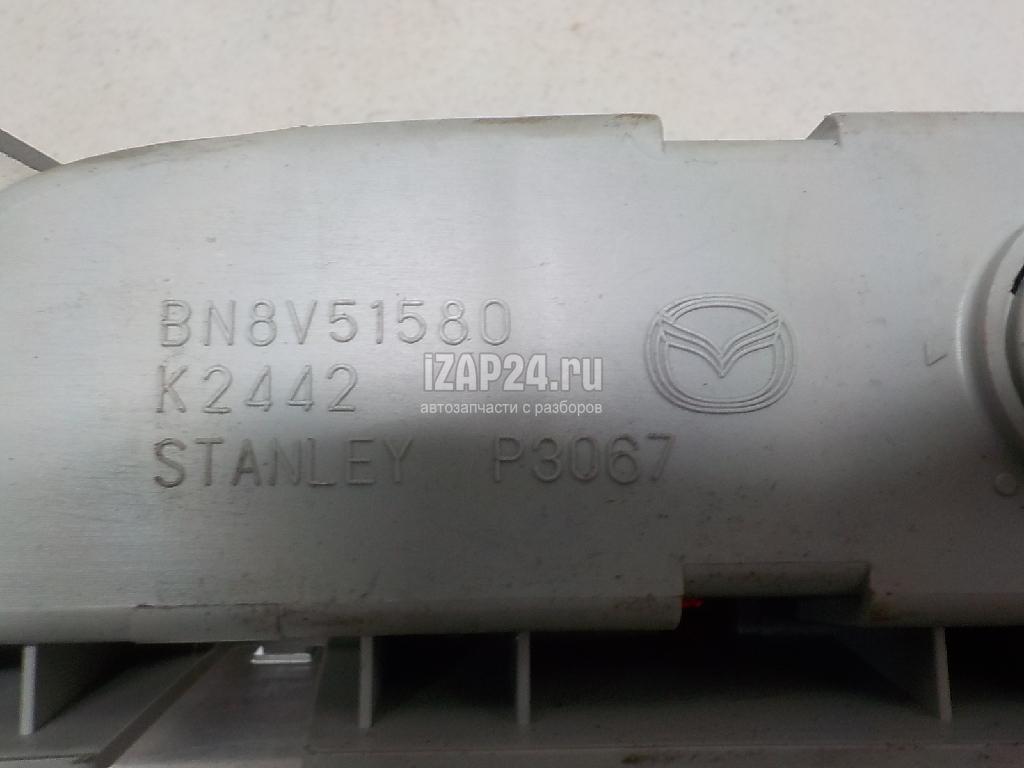 BN8V51580
iZAP24.ru
K2442
автозапчасти с разборов
STANLEY P3067